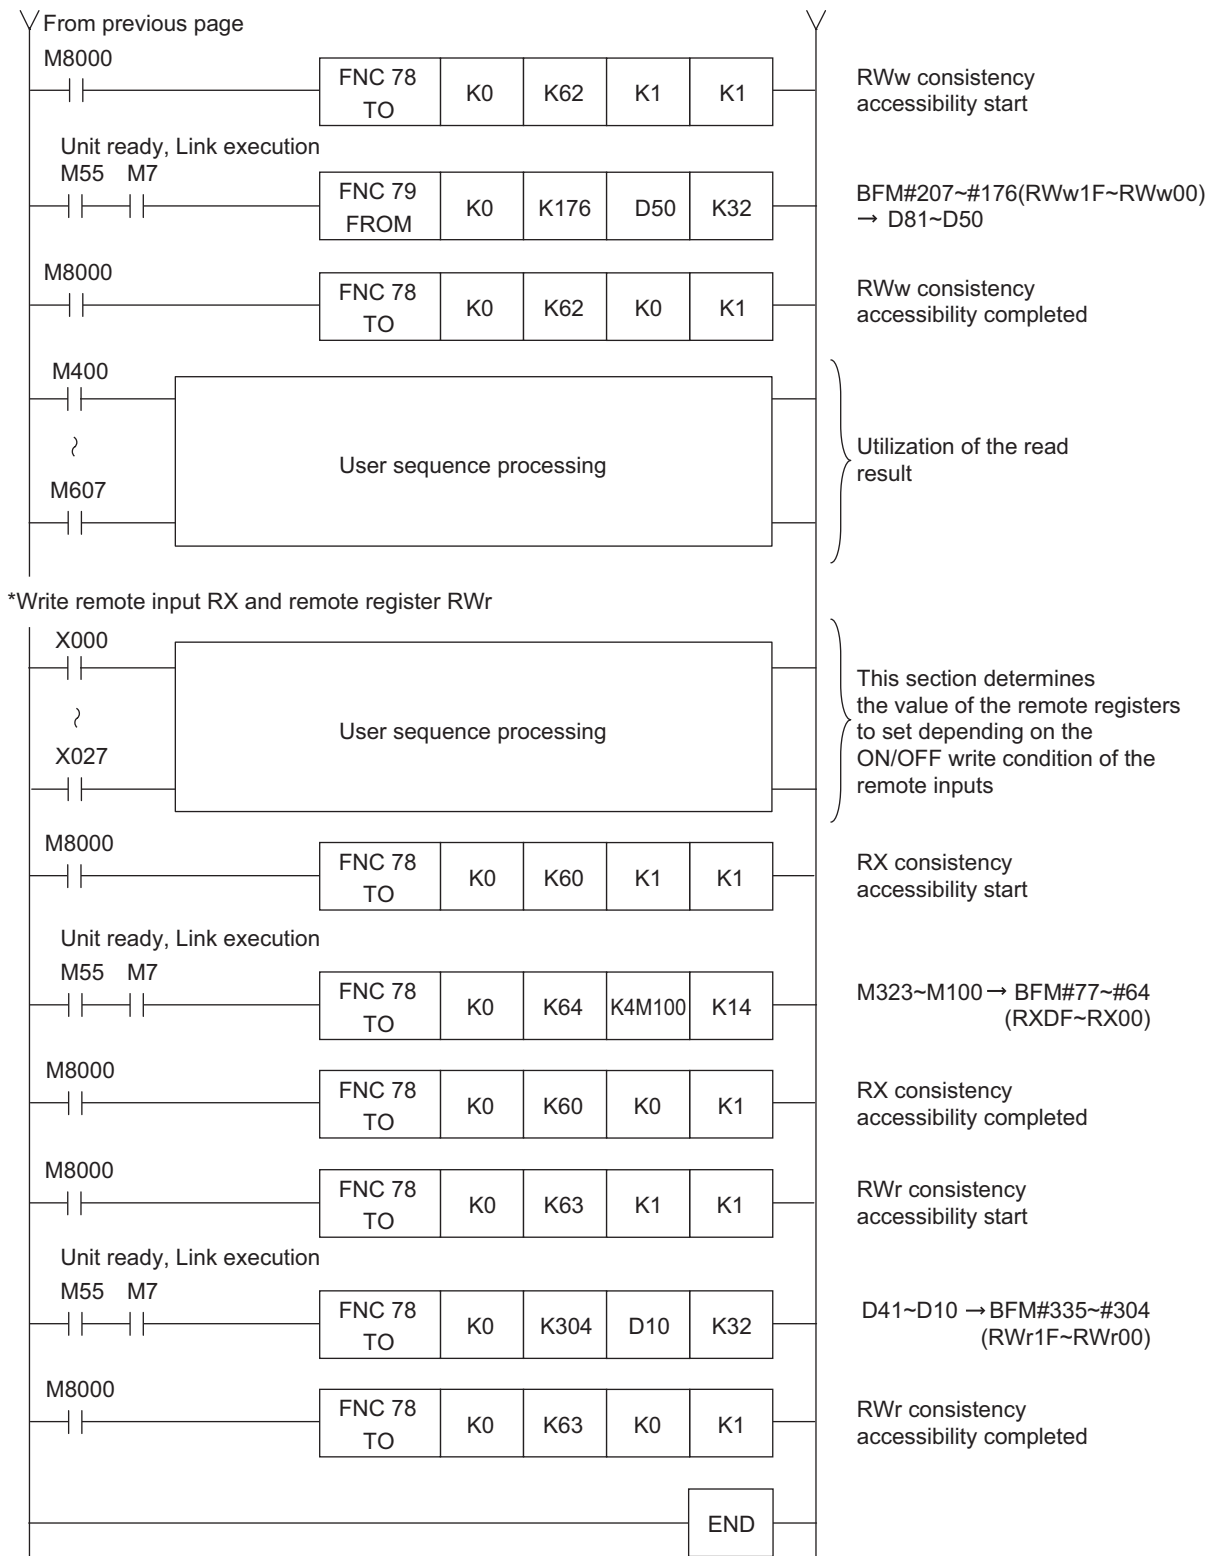 From previous page
M8000
FNC 78
TO
K0
K62
K1
K1
RWw consistency
accessibility start
Unit ready, Link execution
M55 M7
FNC 79
FROM
K0
K176
D50
K32
BFM#207~#176(RWw1F~RWw00)
→ D81~D50
M8000
FNC 78
TO
K0
K62
K0
K1
RWw consistency
accessibility completed
M400
~
M607
User sequence processing
Utilization of the read
result
*Write remote input RX and remote register RWr
X000
~
X027
User sequence processing
This section determines
the value of the remote registers
to set depending on the
ON/OFF write condition of the
remote inputs
M8000
FNC 78
TO
K0
K60
K1
K1
RX consistency
accessibility start
Unit ready, Link execution
M55 M7
FNC 78
TO
K0
K64
K4M100
K14
M323~M100→ BFM#77~#64
(RXDF~RX00)
M8000
FNC 78
TO
K0
K60
K0
K1
RX consistency
accessibility completed
M8000
FNC 78
TO
K0
K63
K1
K1
RWr consistency
accessibility start
Unit ready, Link execution
M55 M7
FNC 78
TO
K0
K304
D10
K32
D41~D10 →BFM#335~#304
(RWr1F~RWr00)
M8000
FNC 78
TO
K0
K63
K0
K1
RWr consistency
accessibility completed
END